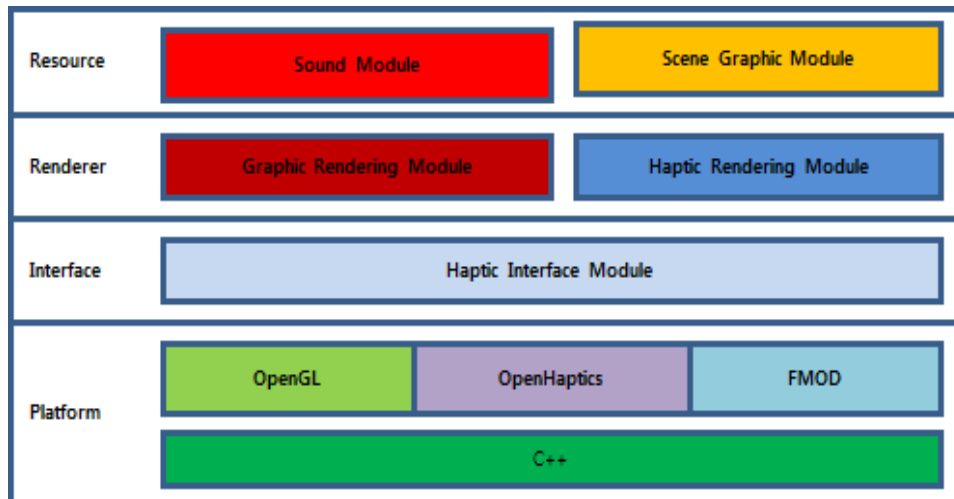 Resource
Sound Module
Scene Graphic Module
Renderer
Graphic Rendering Module
Haptic Rendering Module
Interface
Haptic Interface Module
Platform
OpenGL
OpenHaptics
FMOD
C++